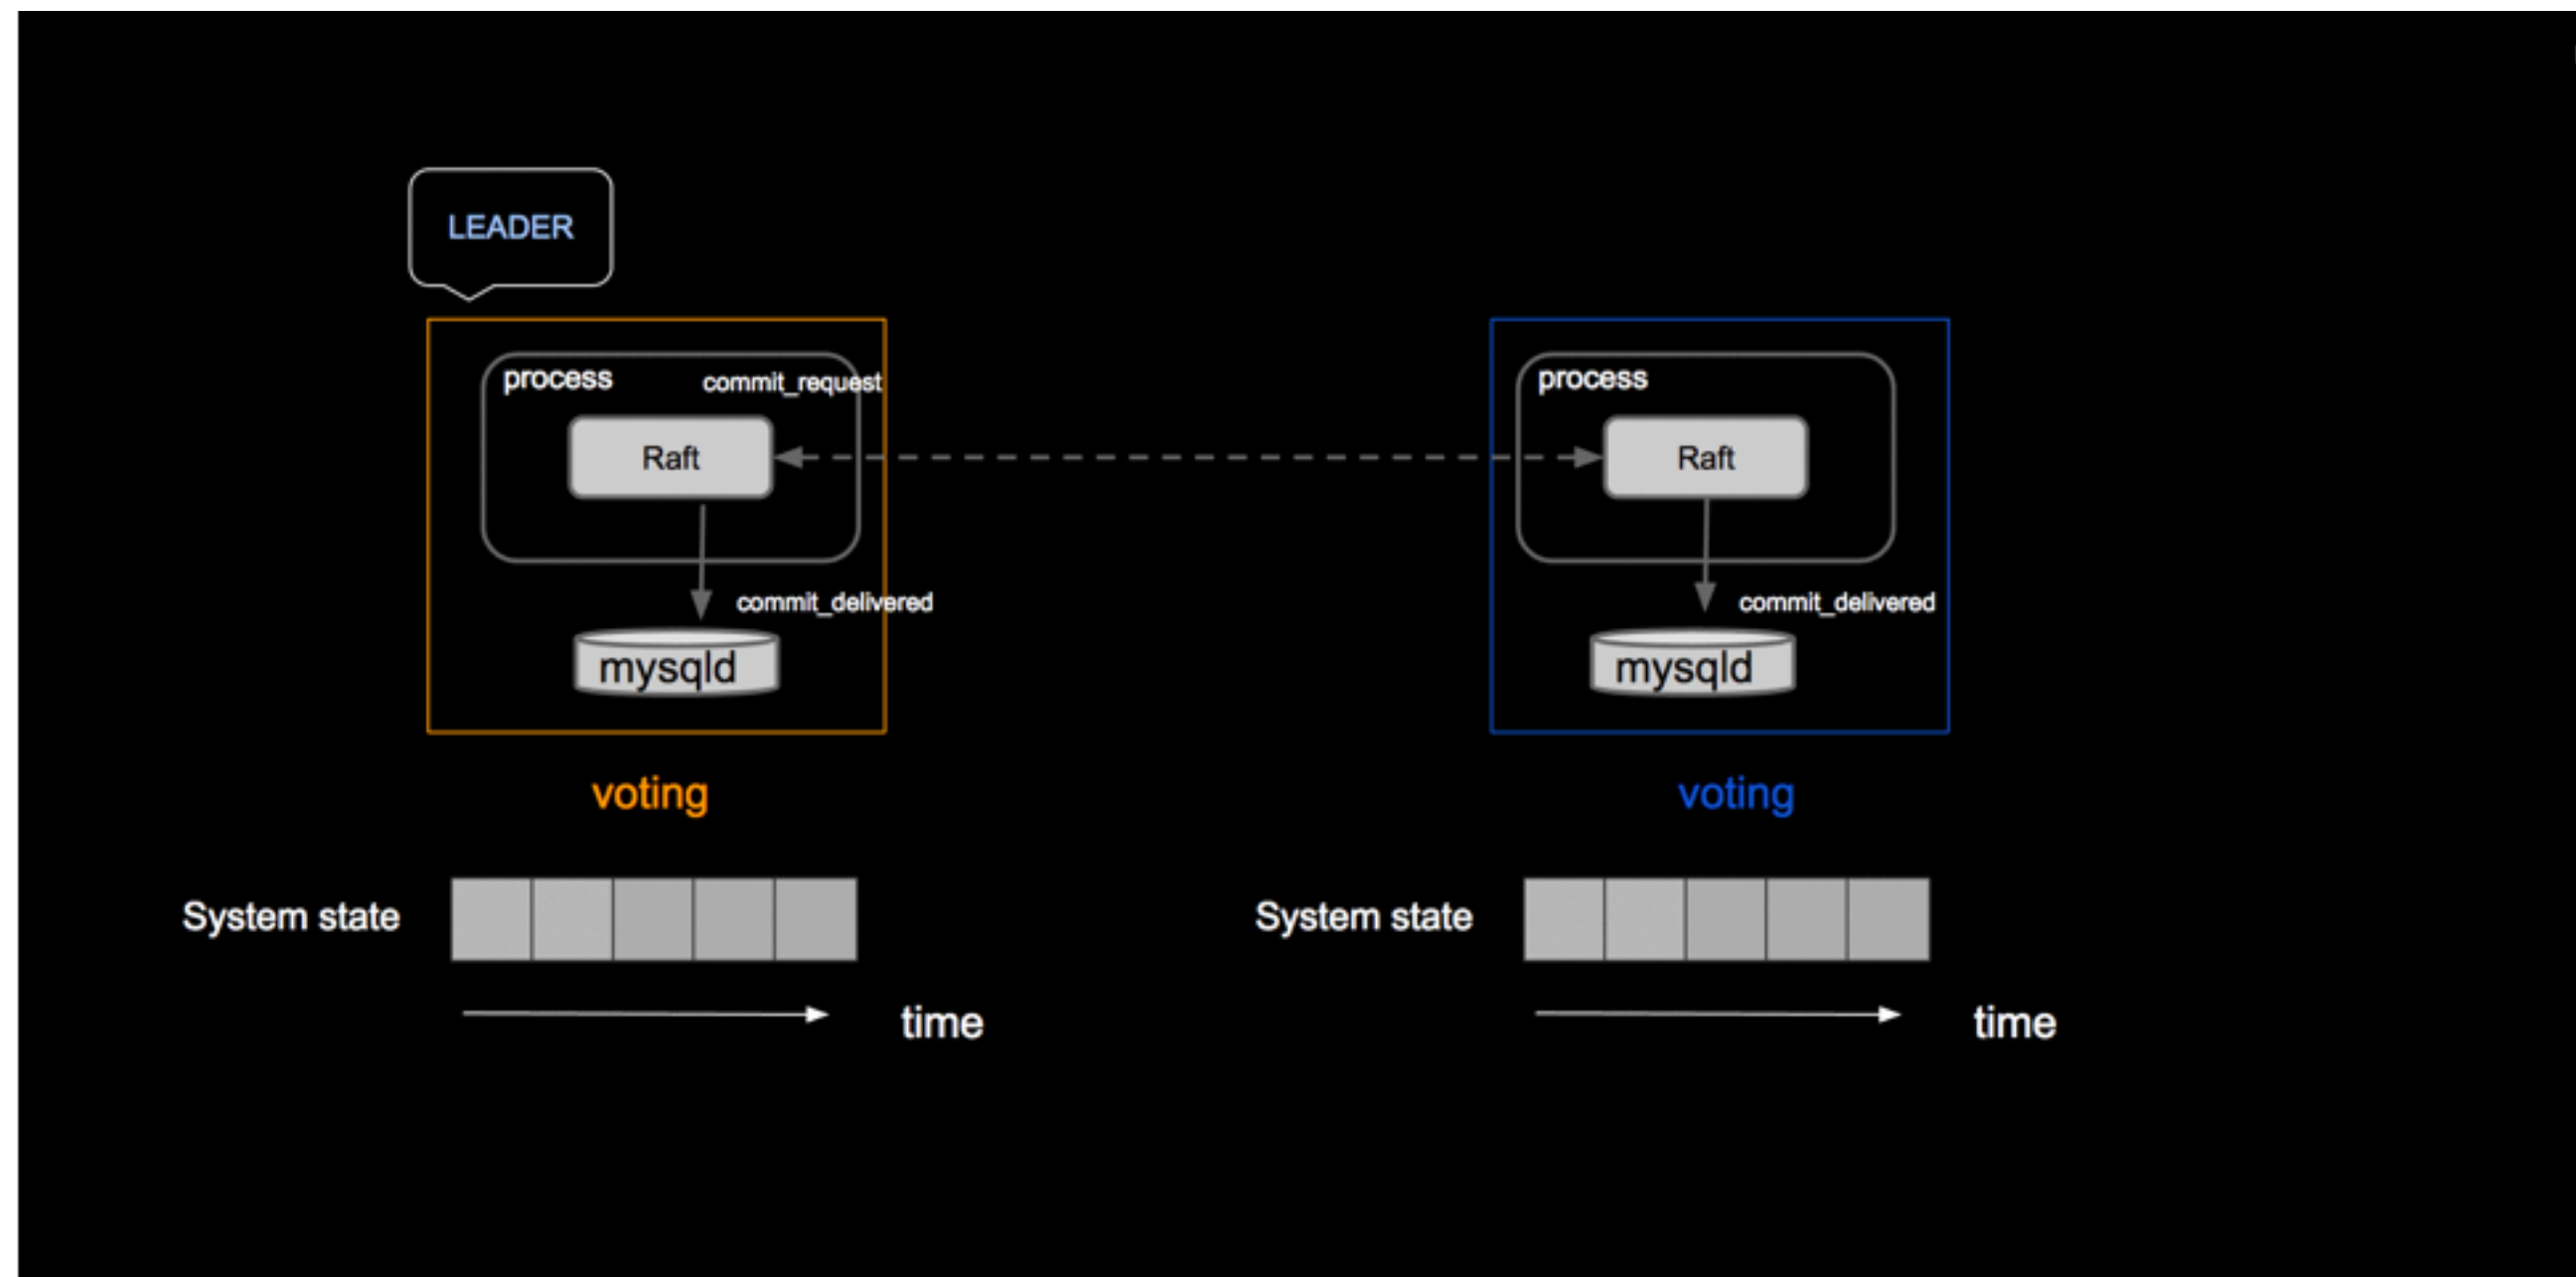 LEADER
process
commit_request
Raft
commit_delivered
mysqld
voting
System state
time
process
Raft
commit_delivered
mysqld
voting
System state
time